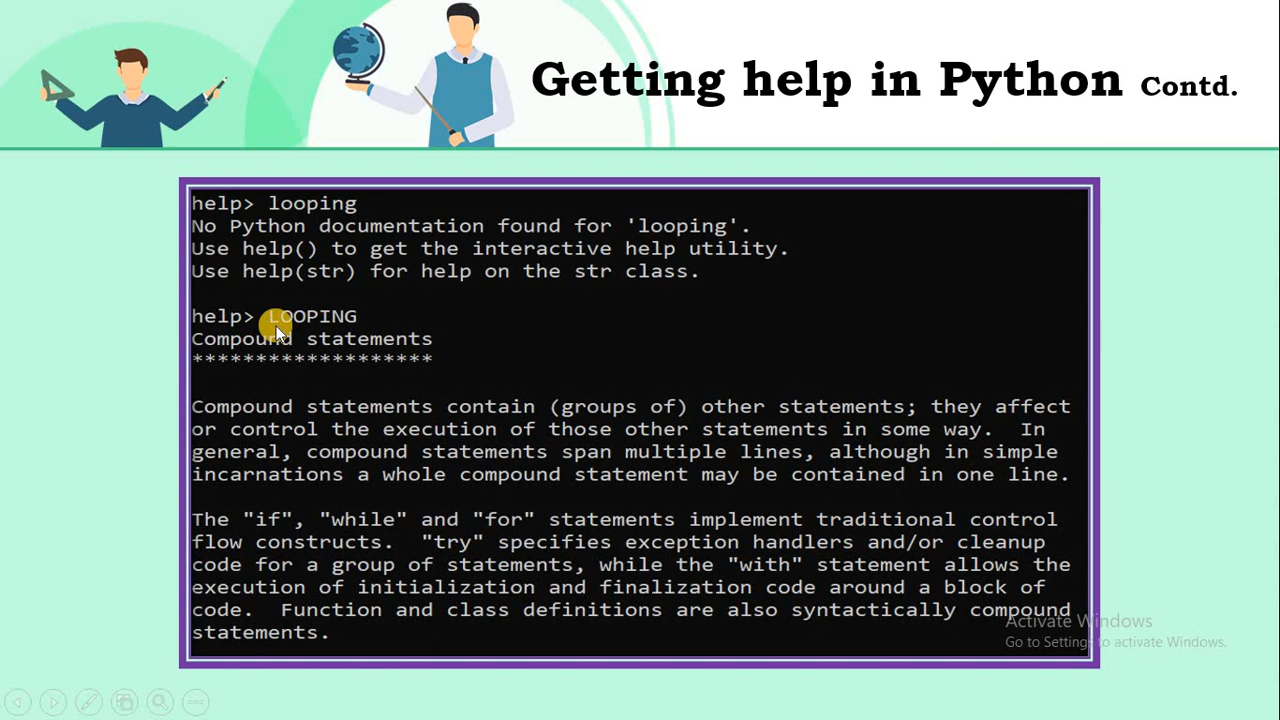 Getting help in Python Contd.
help> looping
No Python documentation found for 'looping'.
Use help() to get the interactive help utility.
Use help(str) for help on the str class.
help> LOOPING
Compound statements
*******************
Compound statements contain (groups of) other statements; they affect
or control the execution of those other statements in some way.  In
general, compound statements span multiple lines, although in simple
incarnations a whole compound statement may be contained in one line.
The "if", "while" and "for" statements implement traditional control
flow constructs.  "try" specifies exception handlers and/or cleanup
code for a group of statements, while the "with" statement allows the
execution of initialization and finalization code around a block of
code.  Function and class definitions are also syntactically compound
statements.
Activate Windows
Go to Settings to activate Windows.